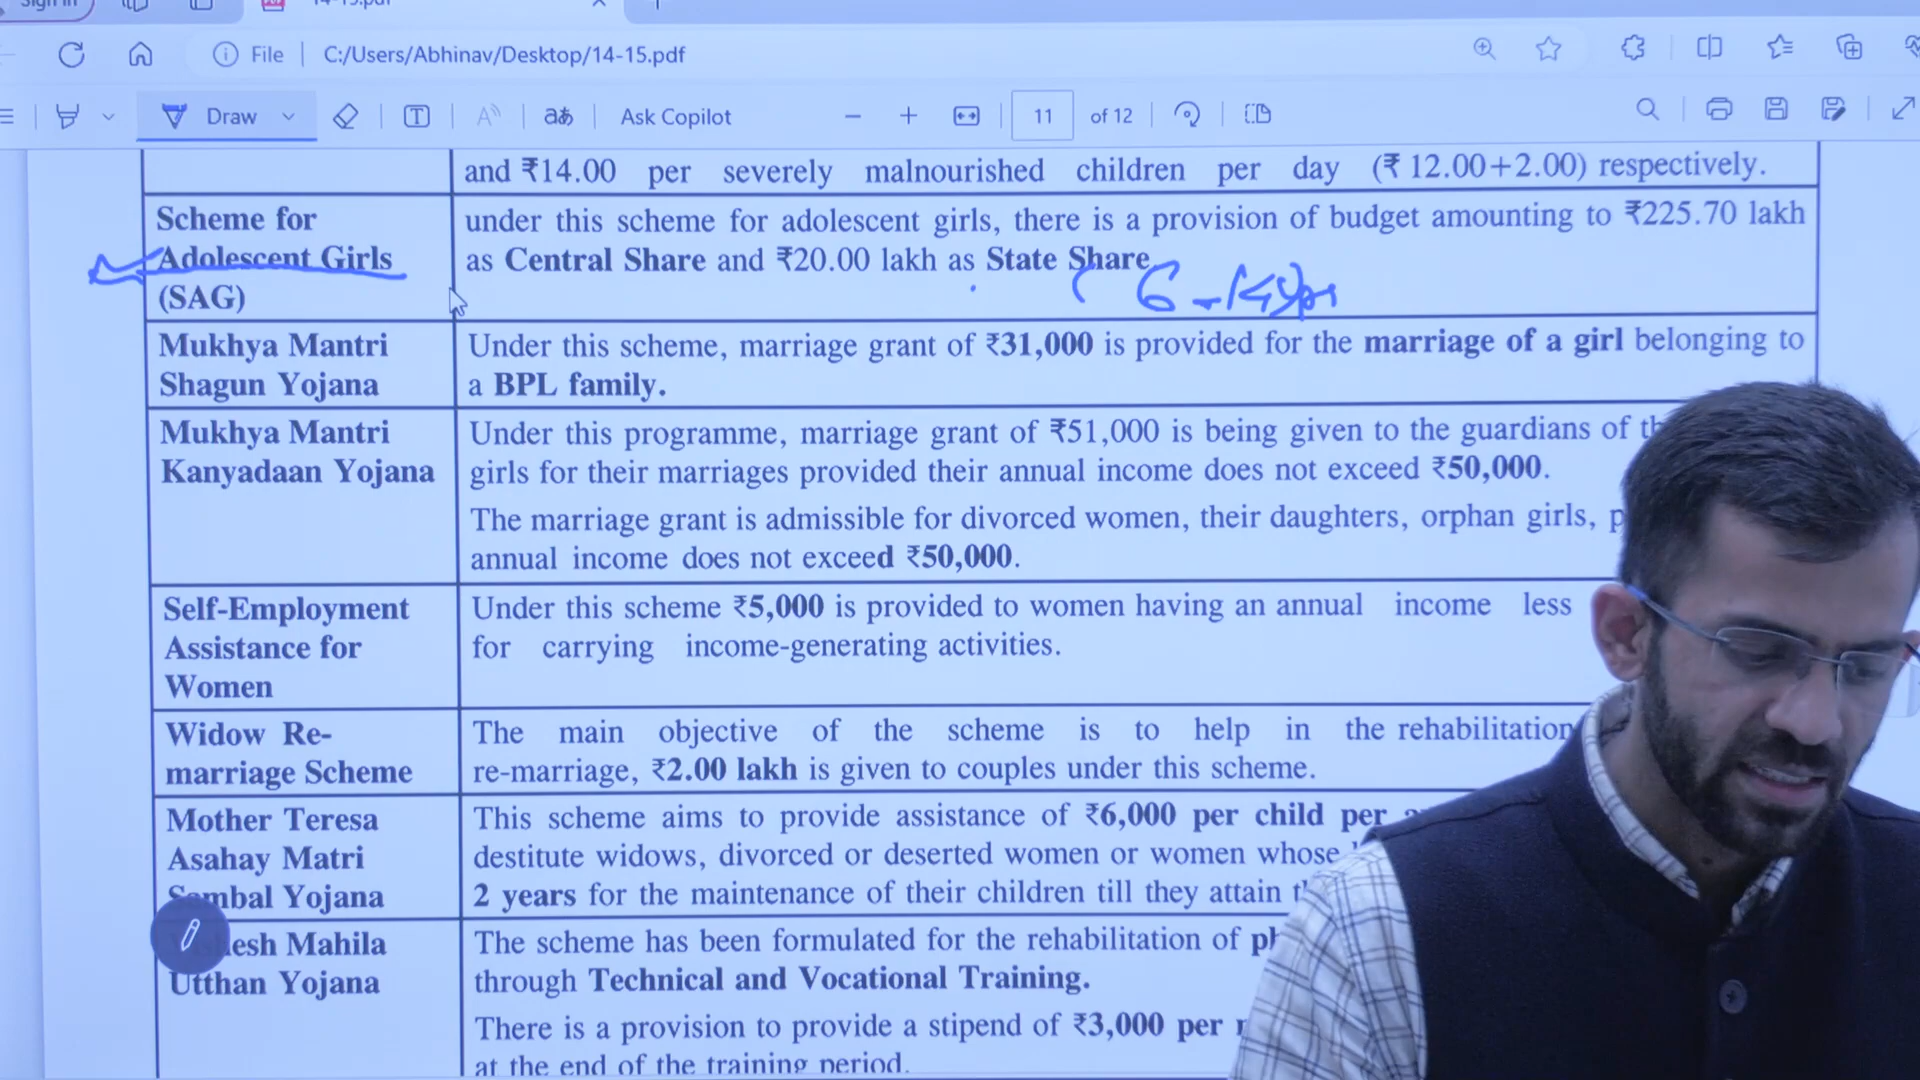 14-15.pdf
File C:/Users/Abhinav/Desktop/14-15.pdf
Draw Ask Copilot 11 of 12
and ₹14.00 per severely malnourished children per day (₹ 12.00+2.00) respectively.
Scheme for
Adolescent Girls
(SAG)
under this scheme for adolescent girls, there is a provision of budget amounting to ₹225.70 lakh
as Central Share and ₹20.00 lakh as State Share
Mukhya Mantri
Shagun Yojana
Under this scheme, marriage grant of ₹31,000 is provided for the marriage of a girl belonging to
a BPL family.
Mukhya Mantri
Kanyadaan Yojana
Under this programme, marriage grant of ₹51,000 is being given to the guardians of
girls for their marriages provided their annual income does not exceed ₹50,000.
The marriage grant is admissible for divorced women, their daughters, orphan girls,
annual income does not exceed ₹50,000.
Self-Employment
Assistance for
Women
Under this scheme ₹5,000 is provided to women having an annual income less
for carrying income-generating activities.
Widow Re-
marriage Scheme
The main objective of the scheme is to help in the rehabilitation
re-marriage, ₹2.00 lakh is given to couples under this scheme.
Mother Teresa
Asahay Matri
Sambal Yojana
This scheme aims to provide assistance of ₹6,000 per child per
destitute widows, divorced or deserted women or women whose
2 years for the maintenance of their children till they attain
Mahila
Utthan Yojana
The scheme has been formulated for the rehabilitation of
through Technical and Vocational Training.
There is a provision to provide a stipend of ₹3,000 per
at the end of the training period.